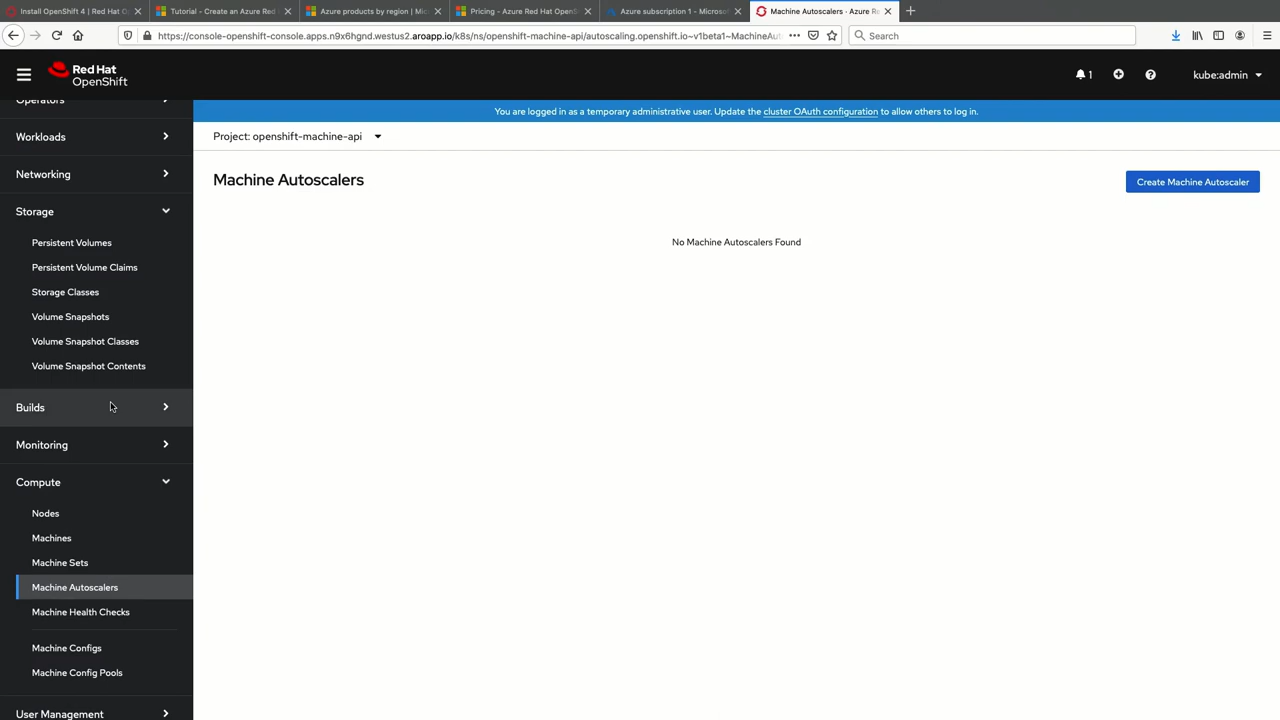 Install OpenShift 4 | Red Hat O
Tutorial - Create an Azure Red
Azure products by region | Mic
Pricing - Azure Red Hat OpenSh
Azure subscription 1 - Microso
Machine Autoscalers · Azure Re
https://console-openshift-console.apps.n9x6hgnd.westus2.aroapp.io/k8s/ns/openshift-machine-api/autoscaling.openshift.io~v1beta1~MachineAut
Search
Red Hat
OpenShift
1
kube:admin
You are logged in as a temporary administrative user. Update the cluster OAuth configuration to allow others to log in.
Project: openshift-machine-api
Machine Autoscalers
Create Machine Autoscaler
No Machine Autoscalers Found
Operators
Workloads
Networking
Storage
Persistent Volumes
Persistent Volume Claims
Storage Classes
Volume Snapshots
Volume Snapshot Classes
Volume Snapshot Contents
Builds
Monitoring
Compute
Nodes
Machines
Machine Sets
Machine Autoscalers
Machine Health Checks
Machine Configs
Machine Config Pools
User Management